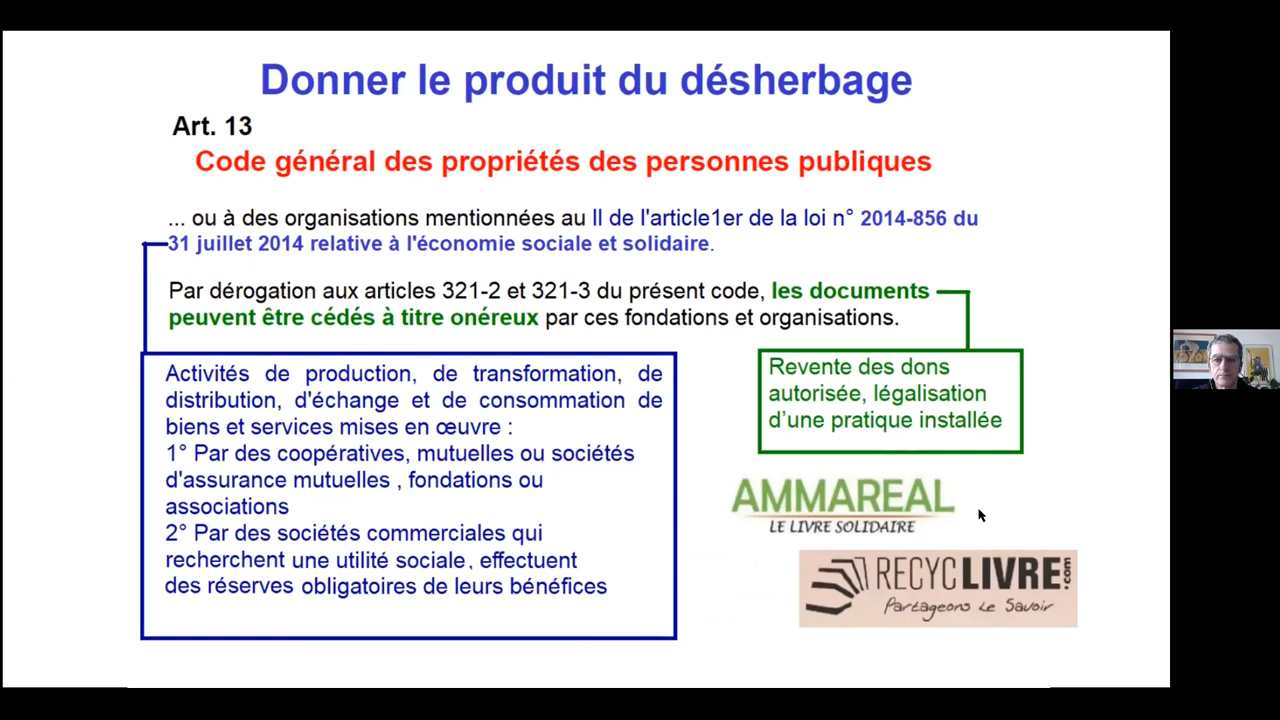 Donner le produit du désherbage
Art. 13
Code général des propriétés des personnes publiques
... ou à des organisations mentionnées au II de l'article1er de la loi n° 2014-856 du
31 juillet 2014 relative à l'économie sociale et solidaire.
Par dérogation aux articles 321-2 et 321-3 du présent code, les documents
peuvent être cédés à titre onéreux par ces fondations et organisations.
Activités de production, de transformation, de
distribution, d'échange et de consommation de
biens et services mises en œuvre :
1° Par des coopératives, mutuelles ou sociétés
d'assurance mutuelles , fondations ou
associations
2° Par des sociétés commerciales qui
recherchent une utilité sociale, effectuent
des réserves obligatoires de leurs bénéfices
Revente des dons
autorisée, légalisation
d’une pratique installée
AMMAREAL
LE LIVRE SOLIDAIRE
RECYCLIVRE.com
Partageons Le Savoir